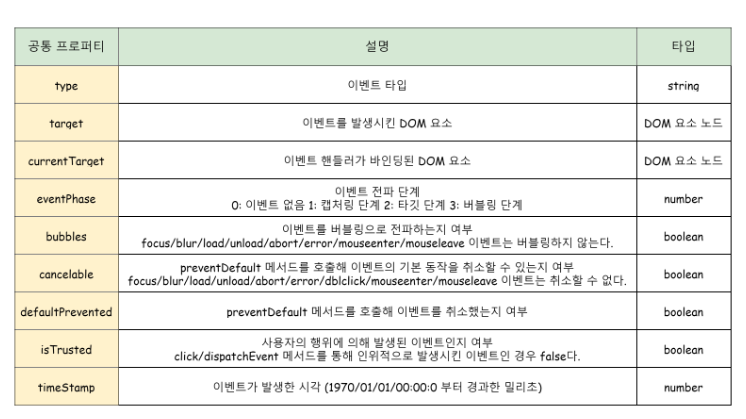 공통 프로퍼티 설명 타입
type 이벤트 타입 string
target 이벤트를 발생시킨 DOM 요소 DOM 요소 노드
currentTarget 이벤트 핸들러가 바인딩된 DOM 요소 DOM 요소 노드
eventPhase 이벤트 전파 단계 number
0: 이벤트 없음 1: 캡처링 단계 2: 타깃 단계 3: 버블링 단계
bubbles 이벤트를 버블링으로 전파하는지 여부 boolean
focus/blur/load/unload/abort/error/mouseenter/mouseleave 이벤트는 버블링하지 않는다.
cancelable preventDefault 메서드를 호출해 이벤트의 기본 동작을 취소할 수 있는지 여부 boolean
focus/blur/load/unload/abort/error/dblclick/mouseenter/mouseleave 이벤트는 취소할 수 없다.
defaultPrevented preventDefault 메서드를 호출해 이벤트를 취소했는지 여부 boolean
isTrusted 사용자의 행위에 의해 발생된 이벤트인지 여부 boolean
click/dispatchEvent 메서드를 통해 인위적으로 발생시킨 이벤트인 경우 false다.
timeStamp 이벤트가 발생한 시각 (1970/01/01/00:00:0 부터 경과한 밀리초) number